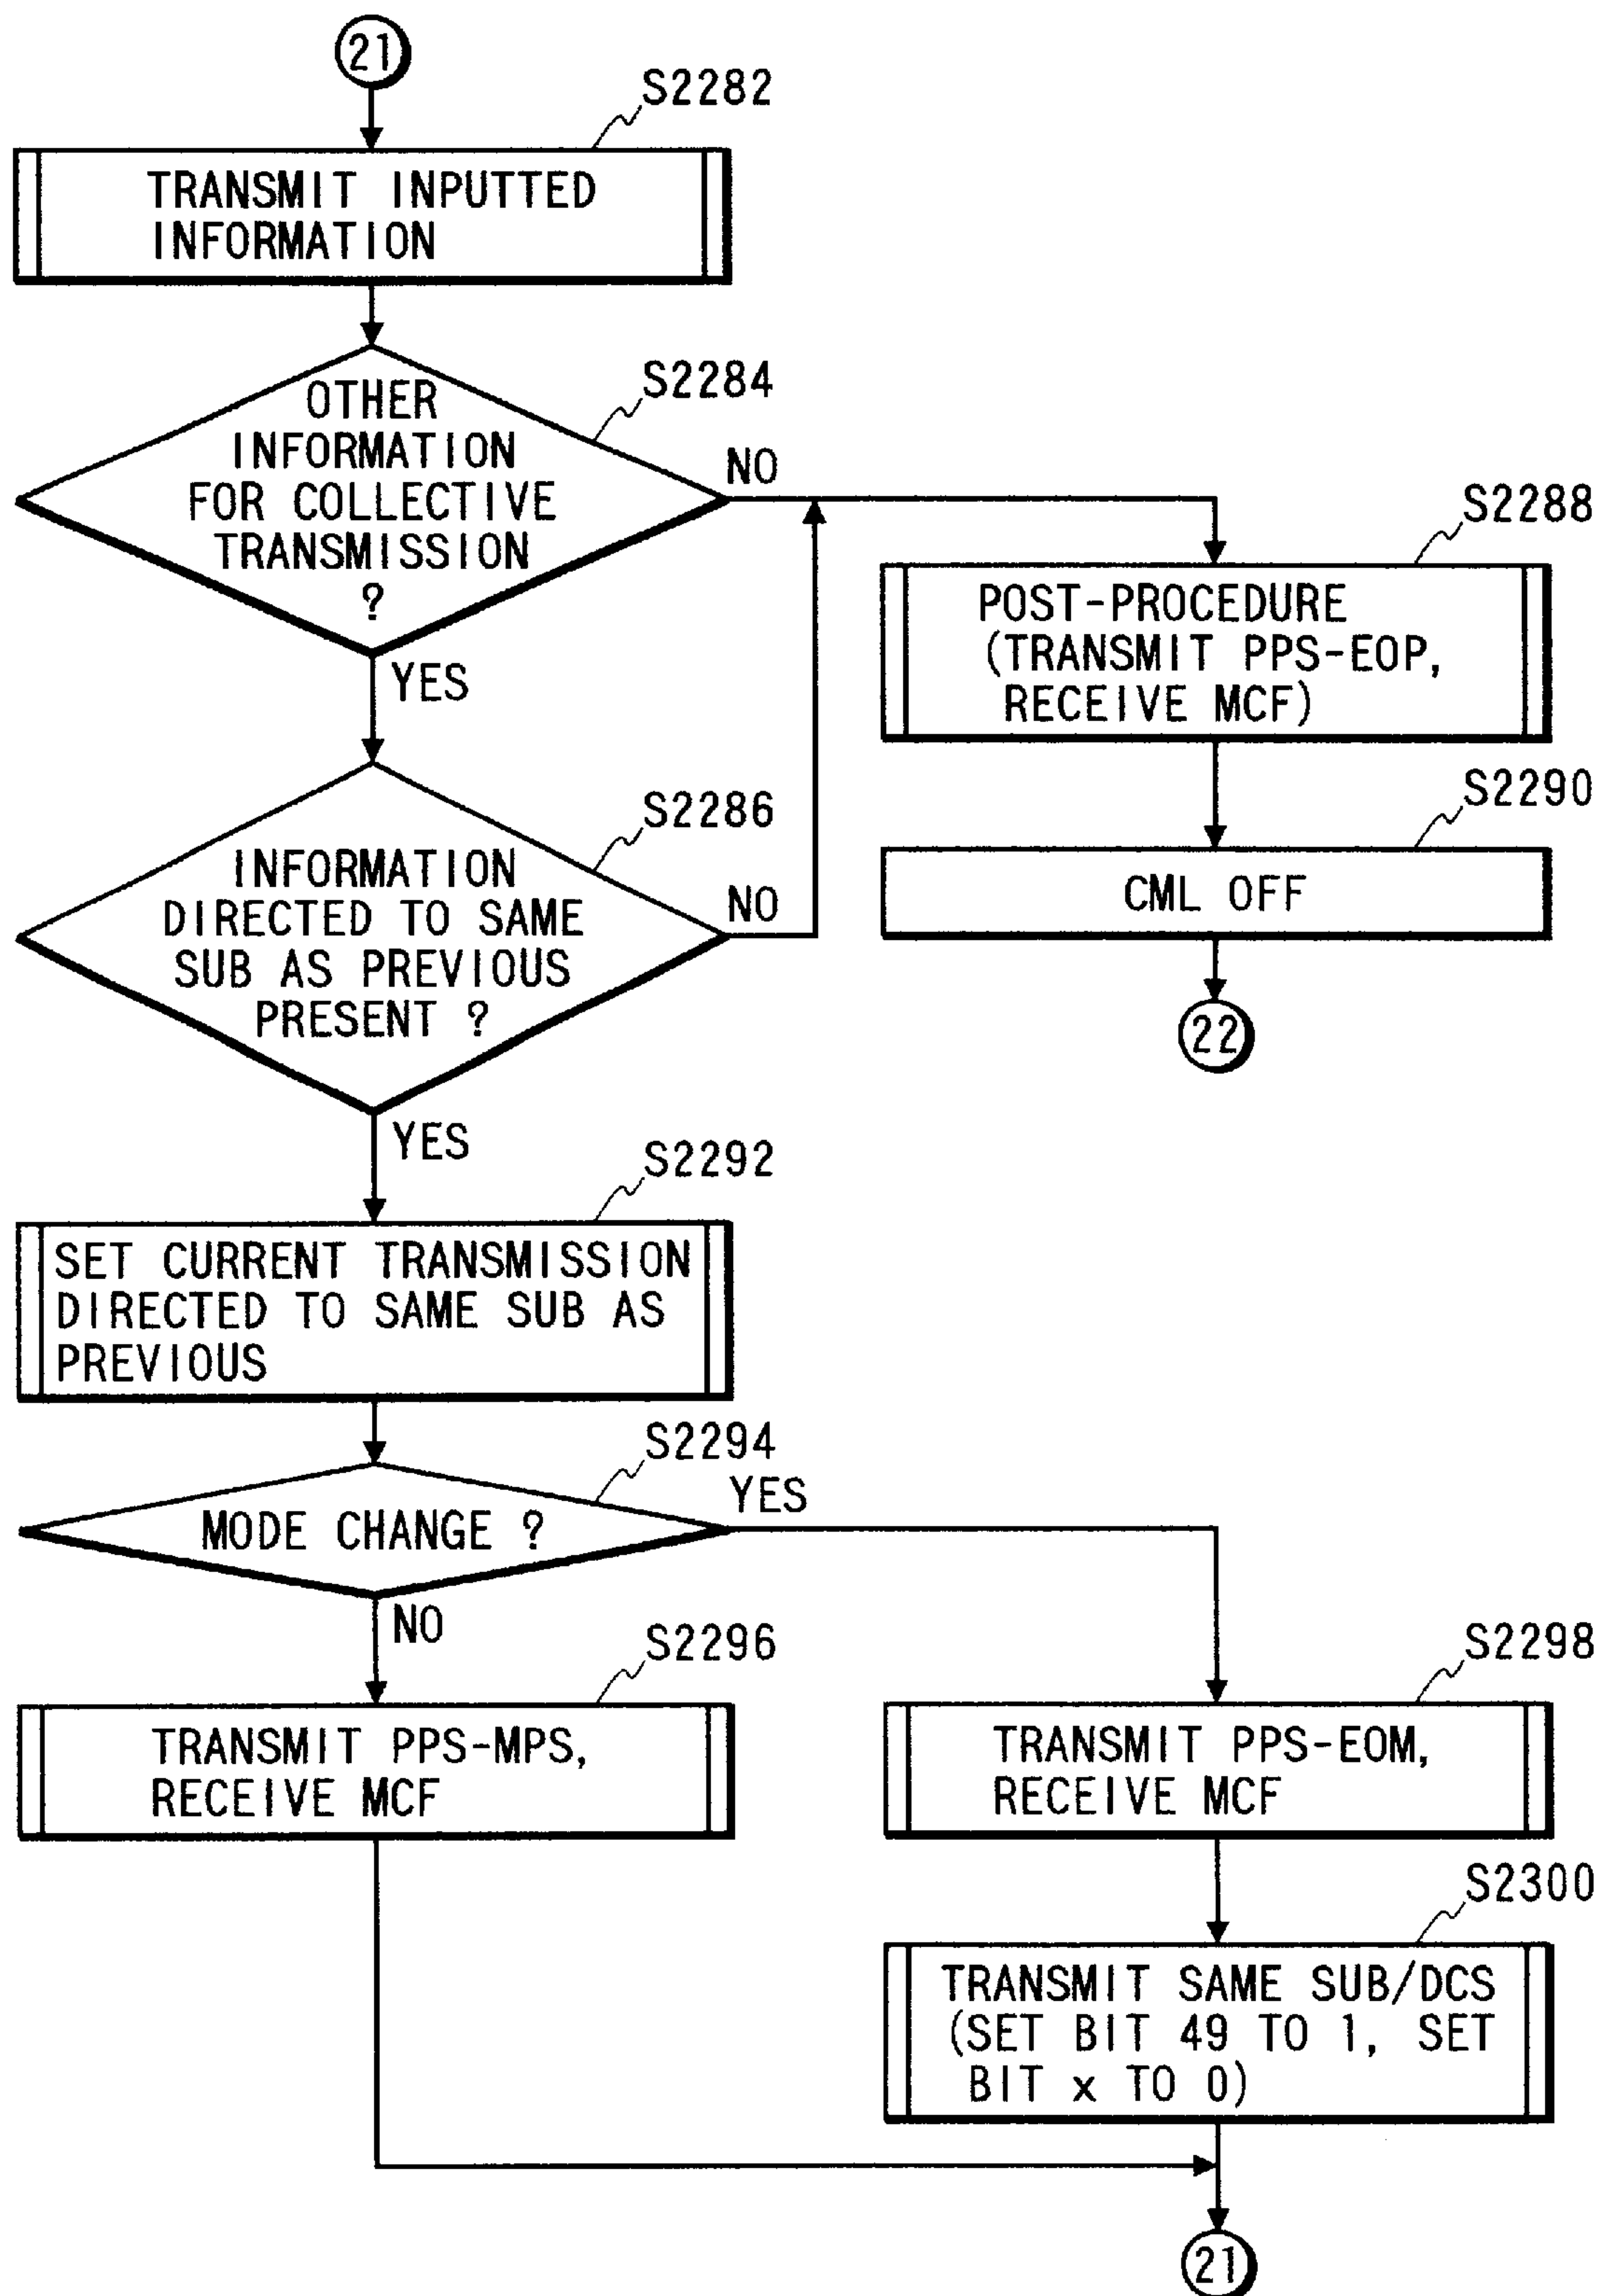 21
S2282
TRANSMIT INPUTTED
INFORMATION
S2284
OTHER
INFORMATION
FOR COLLECTIVE
TRANSMISSION
?
NO
YES
S2288
POST-PROCEDURE
(TRANSMIT PPS-EOP,
RECEIVE MCF)
S2290
CML OFF
22
S2286
INFORMATION
DIRECTED TO SAME
SUB AS PREVIOUS
PRESENT ?
NO
YES
S2292
SET CURRENT TRANSMISSION
DIRECTED TO SAME SUB AS
PREVIOUS
S2294
MODE CHANGE ?
YES
NO
S2296
TRANSMIT PPS-MPS,
RECEIVE MCF
S2298
TRANSMIT PPS-EOM,
RECEIVE MCF
S2300
TRANSMIT SAME SUB/DCS
(SET BIT 49 TO 1, SET
BIT x TO 0)
21